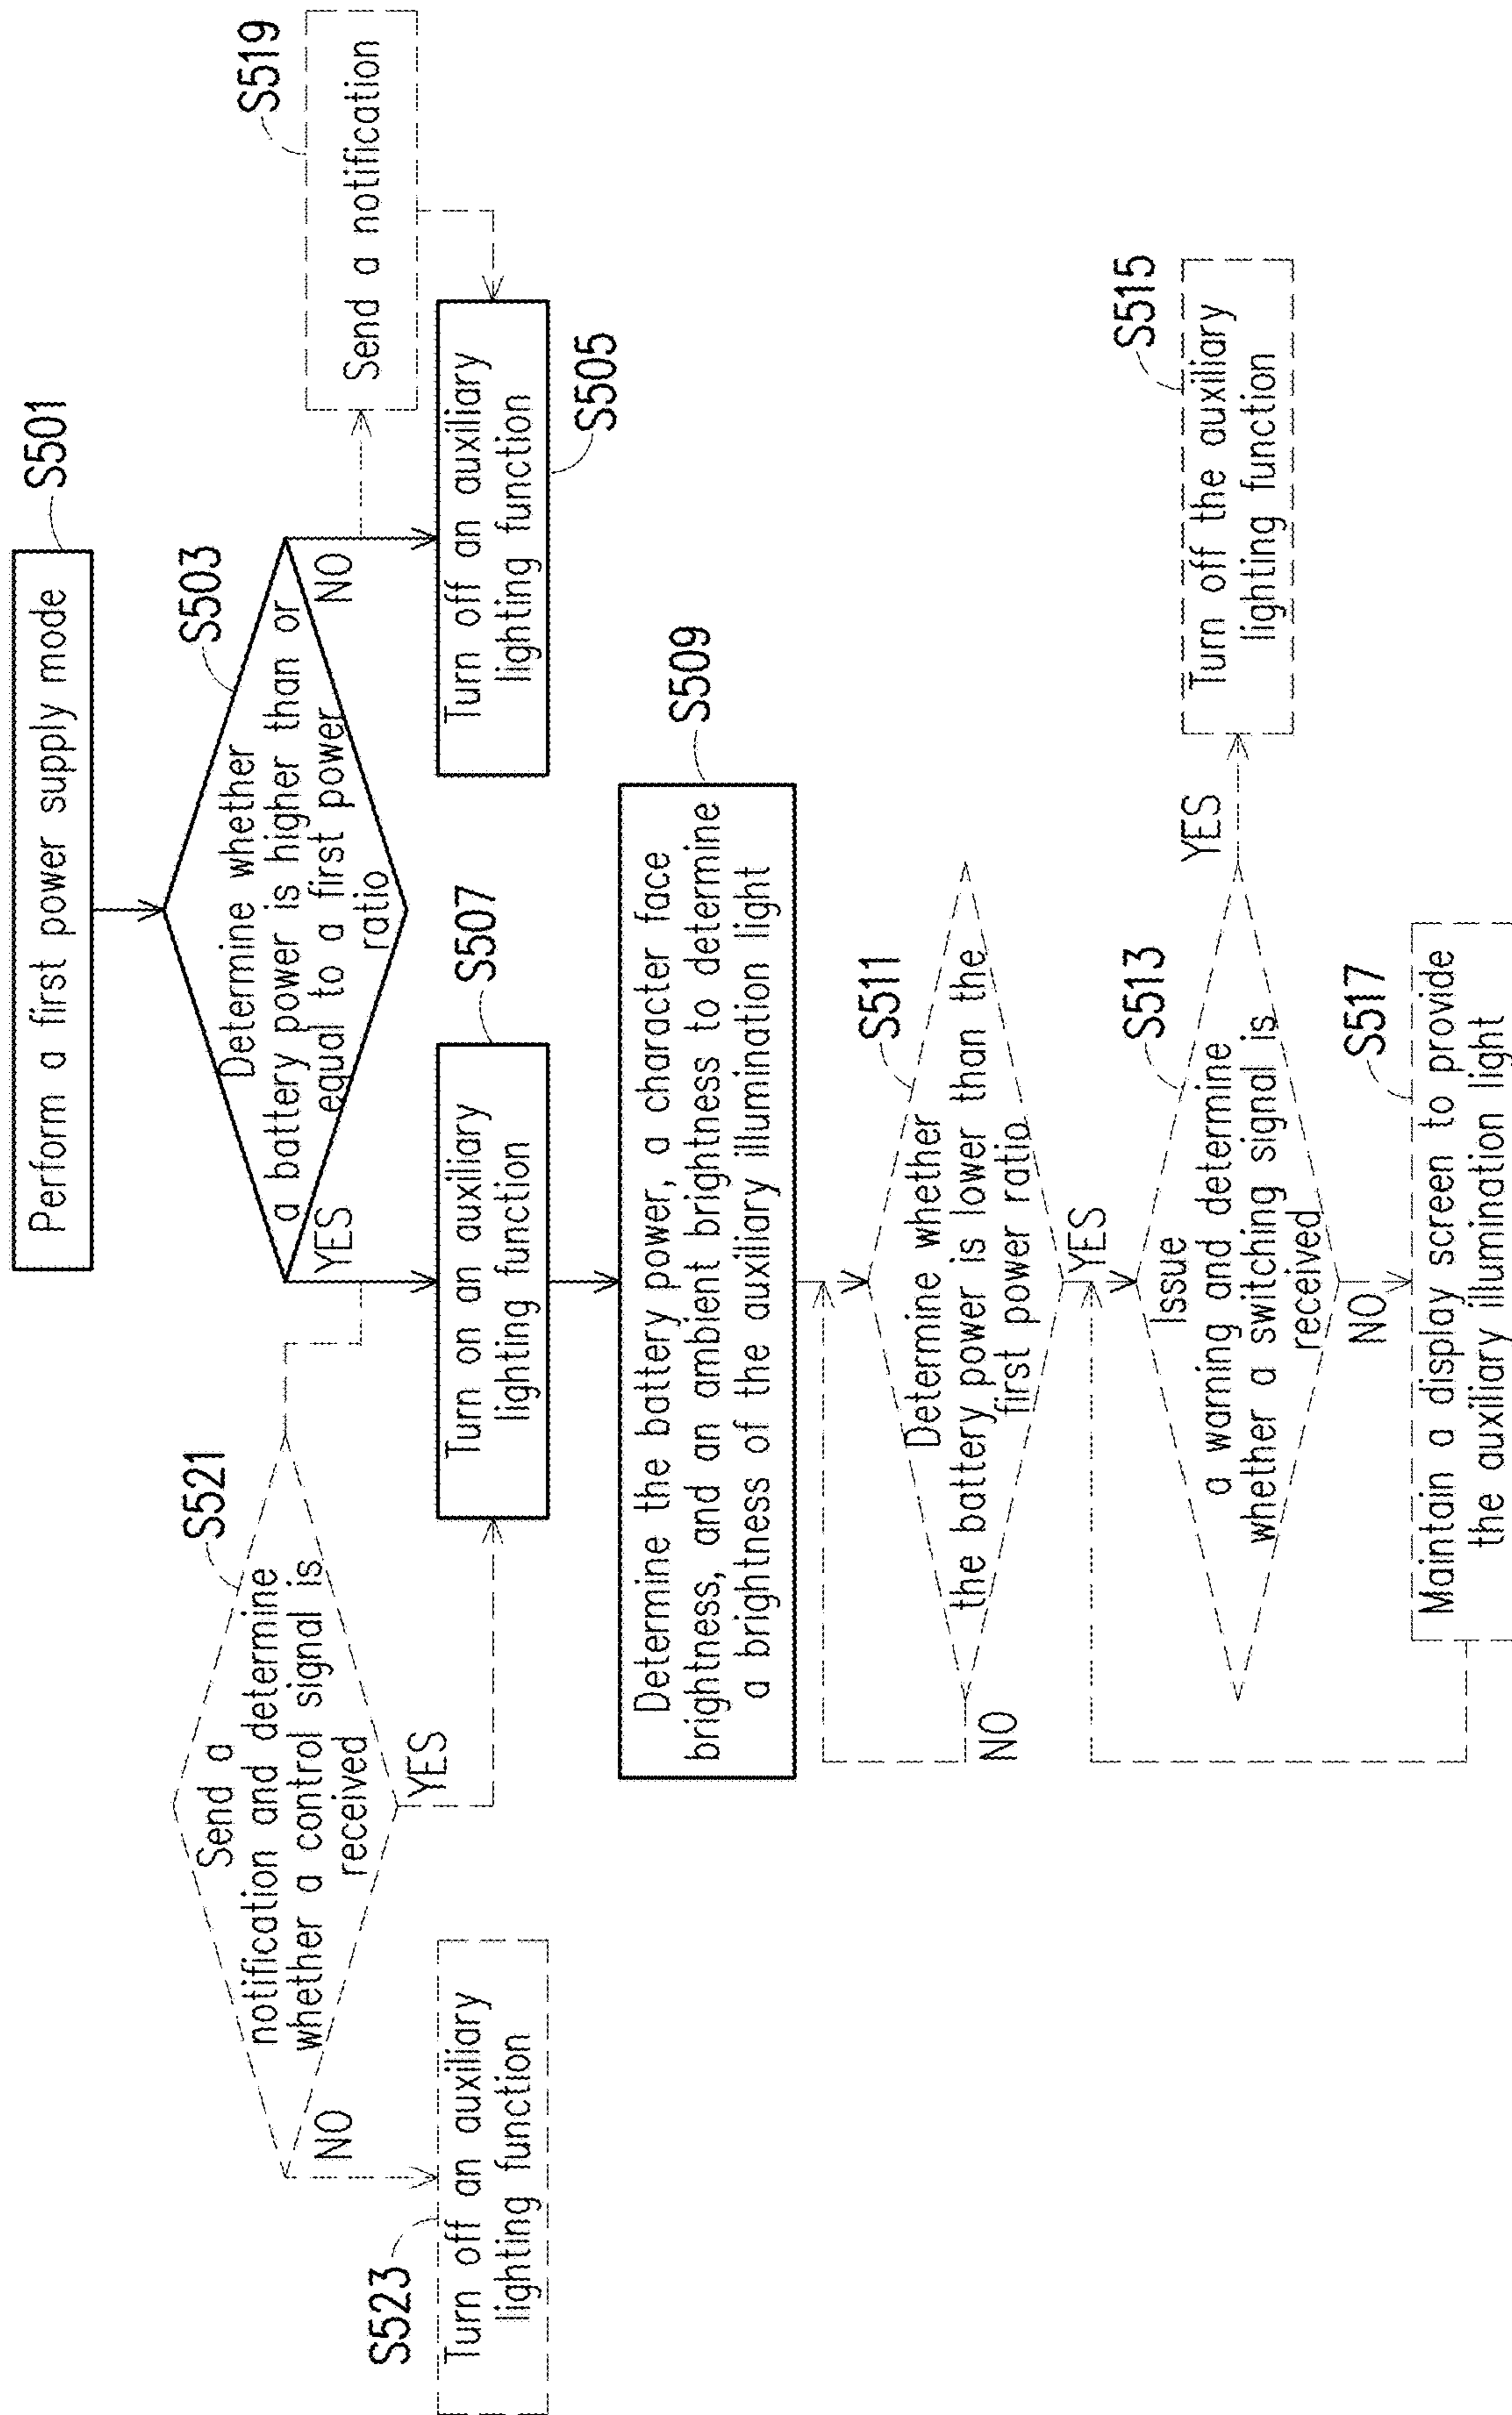 Perform a first power supply mode
S501
Determine whether
a battery power is higher than or
equal to a first power
ratio
S503
YES
NO
Send a notification
S519
Turn off an auxiliary
lighting function
S505
Send a
notification and determine
whether a control signal is
received
S521
NO
YES
Turn off an auxiliary
lighting function
S523
Turn on an auxiliary
lighting function
S507
Determine the battery power, a character face
brightness, and an ambient brightness to determine
a brightness of the auxiliary illumination light
S509
Determine whether
the battery power is lower than the
first power ratio
S511
NO
YES
Issue
a warning and determine
whether a switching signal is
received
S513
YES
NO
Turn off the auxiliary
lighting function
S515
Maintain a display screen to provide
the auxiliary illumination light
S517